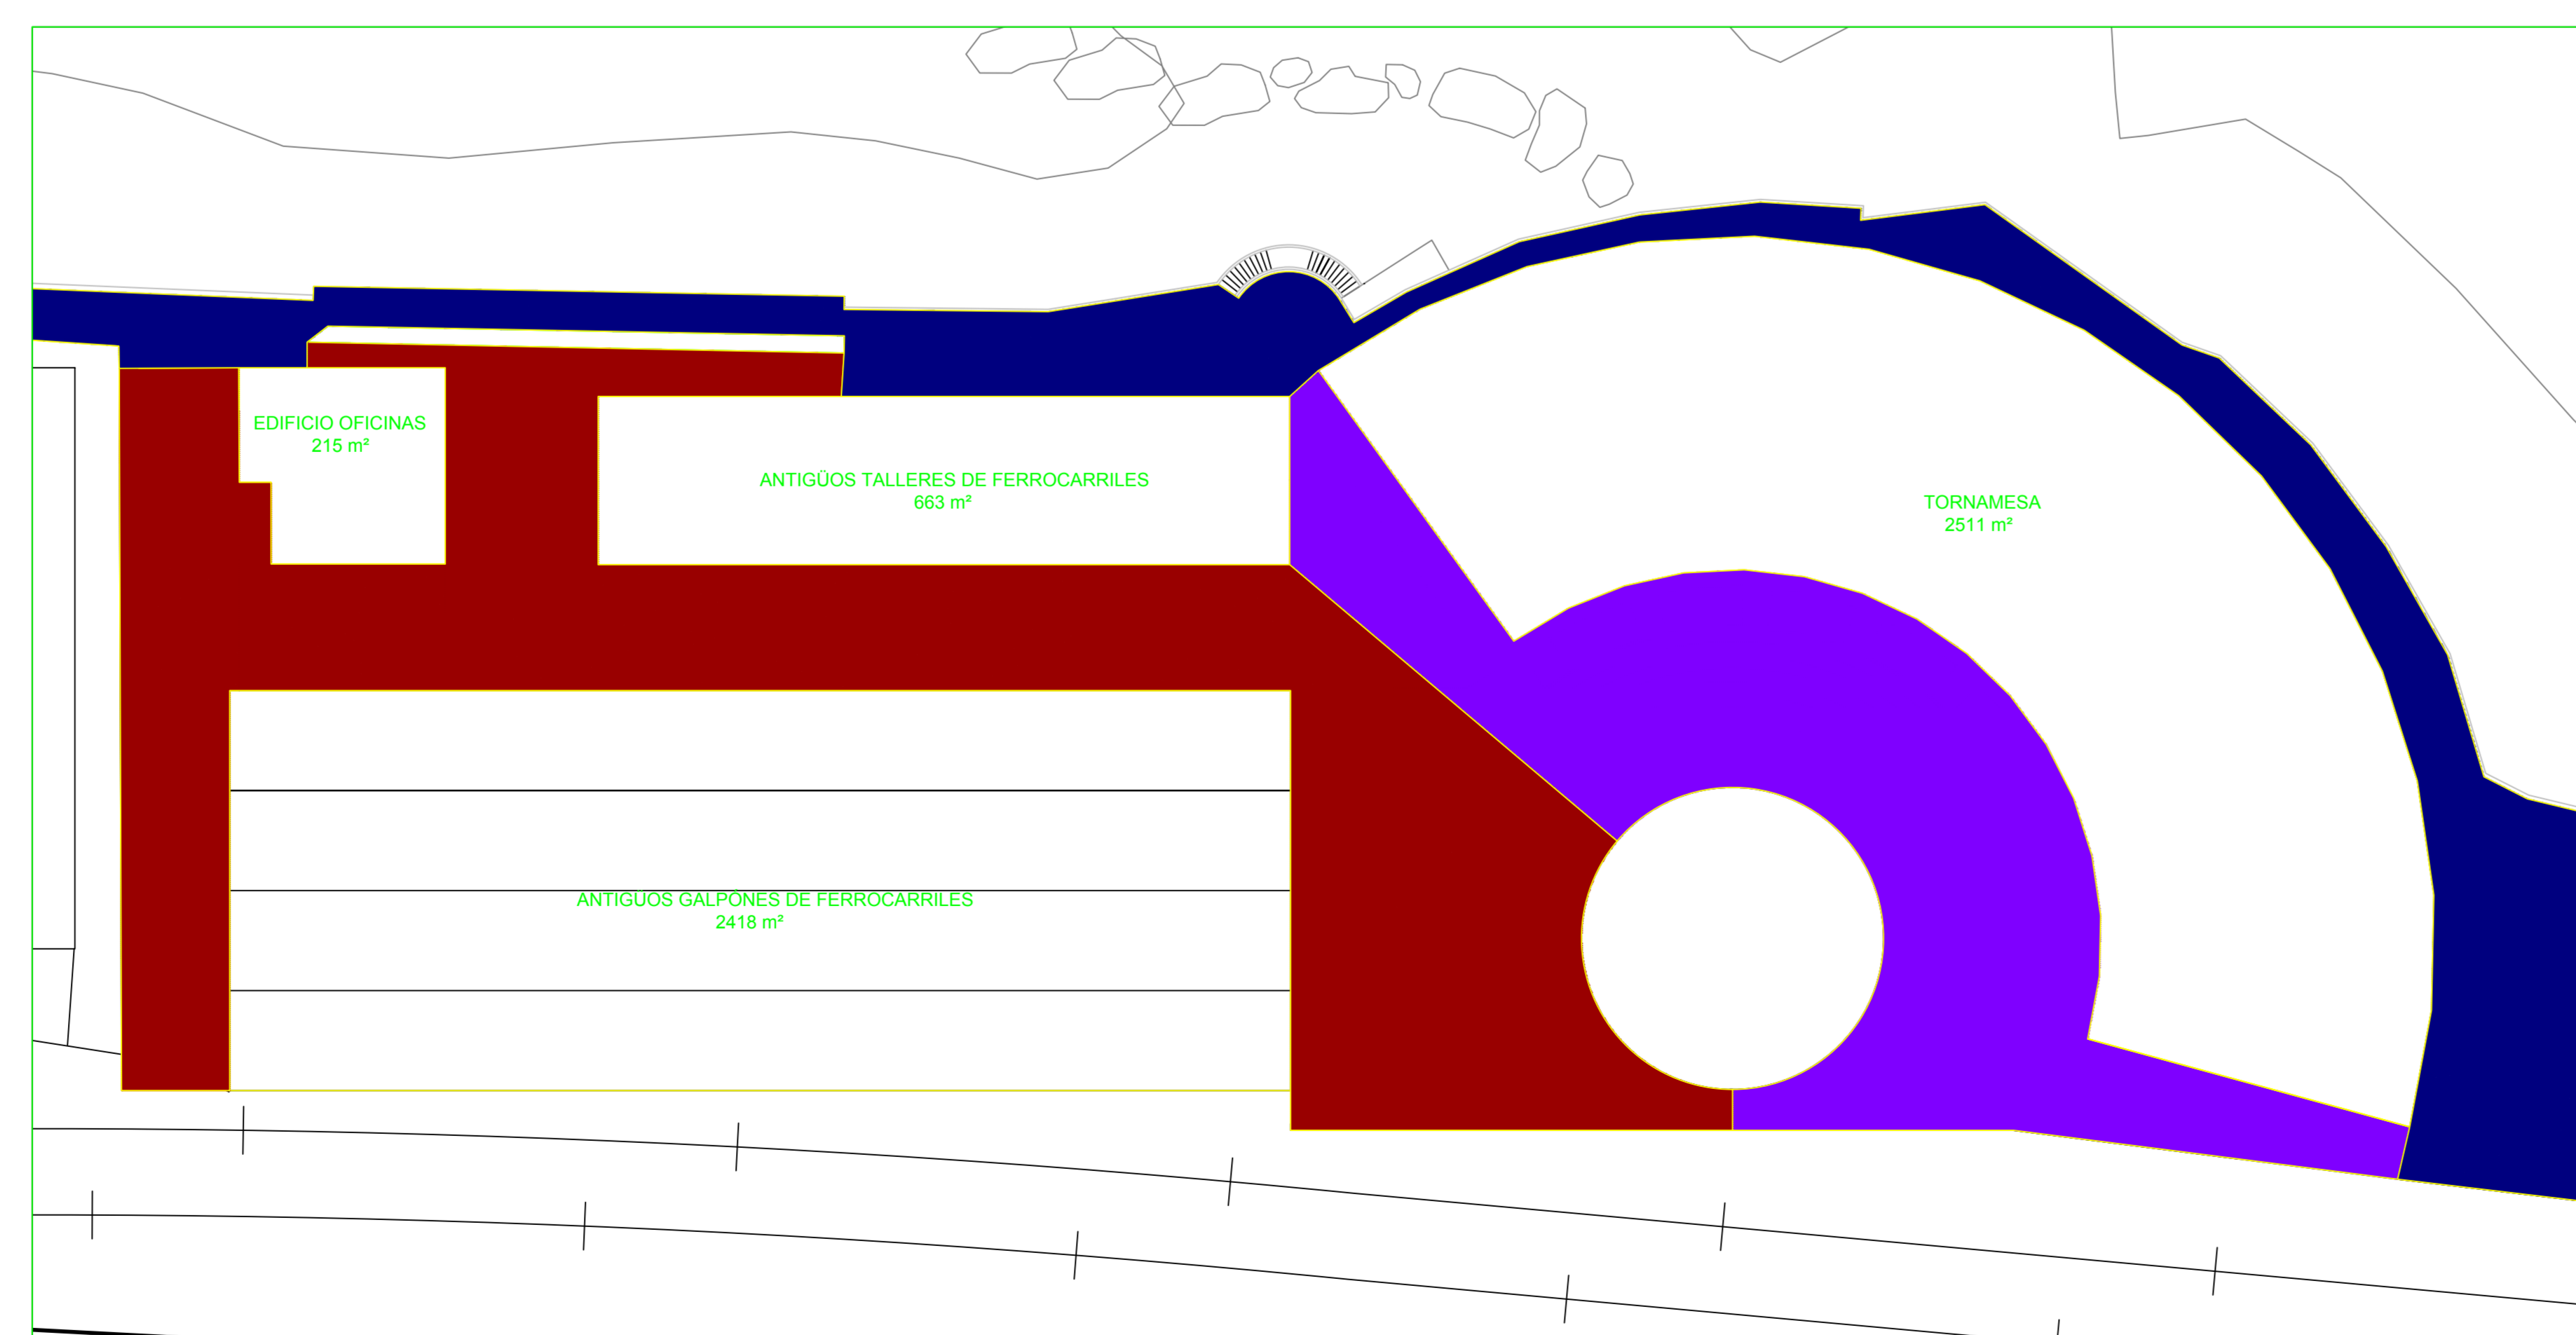 EDIFICIO OFICINAS
215 m²
ANTIGÜOS TALLERES DE FERROCARRILES
663 m²
TORNAMESA
2511 m²
ANTIGÜOS GALPÓNES DE FERROCARRILES
2418 m²